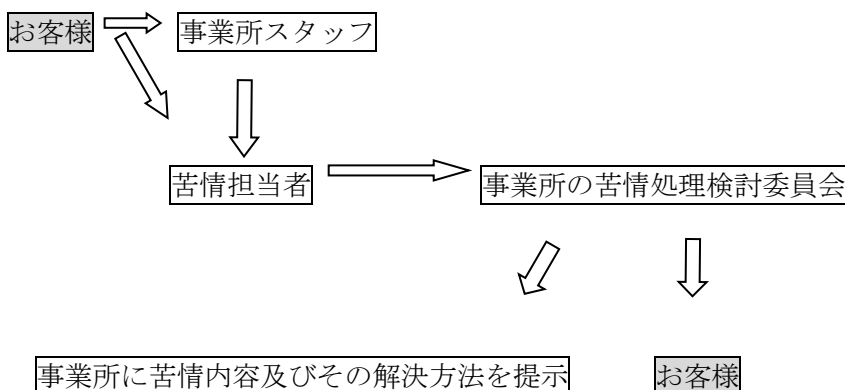 お客様
事業所スタッフ
苦情担当者
事業所の苦情処理検討委員会
事業所に苦情内容及びその解決方法を提示
お客様